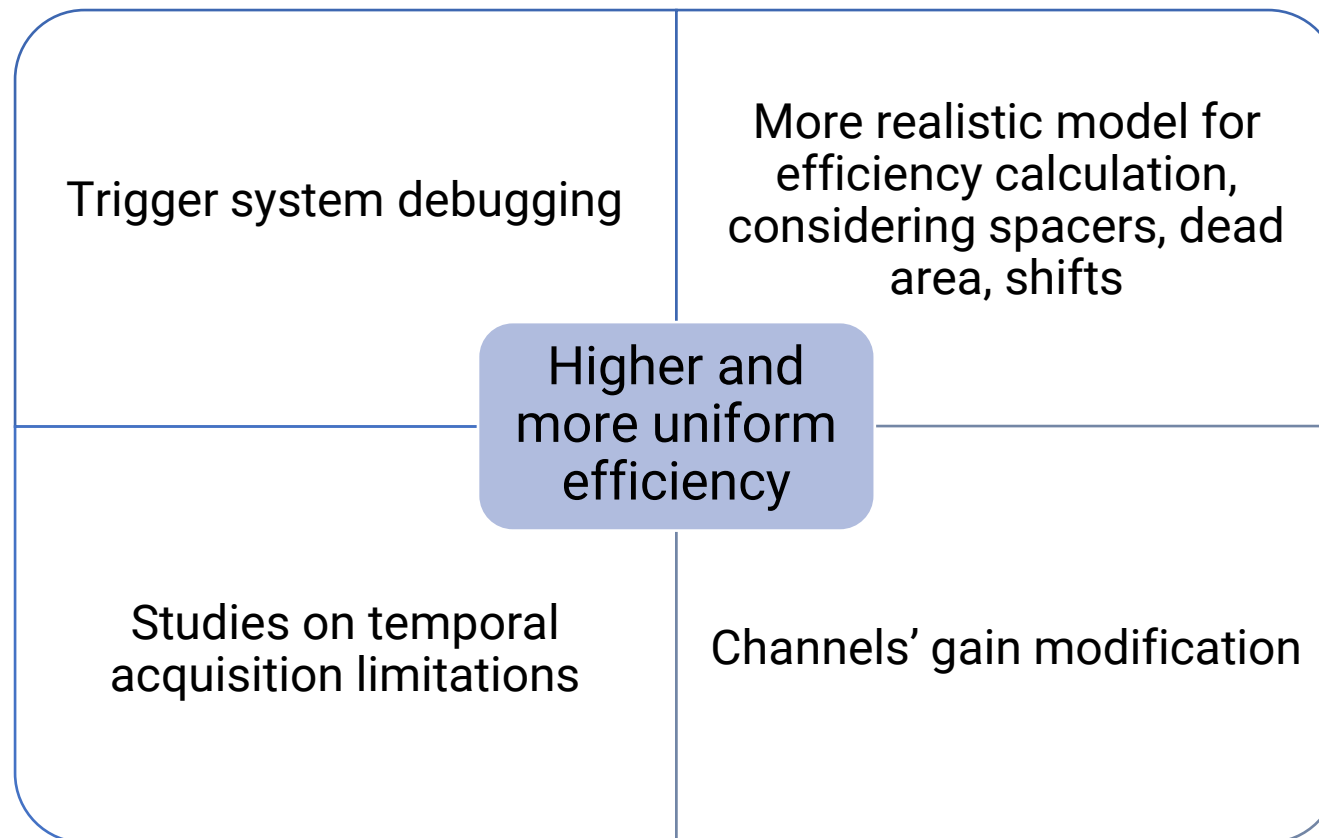 Trigger system debugging
More realistic model for
efficiency calculation,
considering spacers, dead
area, shifts
Higher and
more uniform
efficiency
Studies on temporal
acquisition limitations
Channels’ gain modification